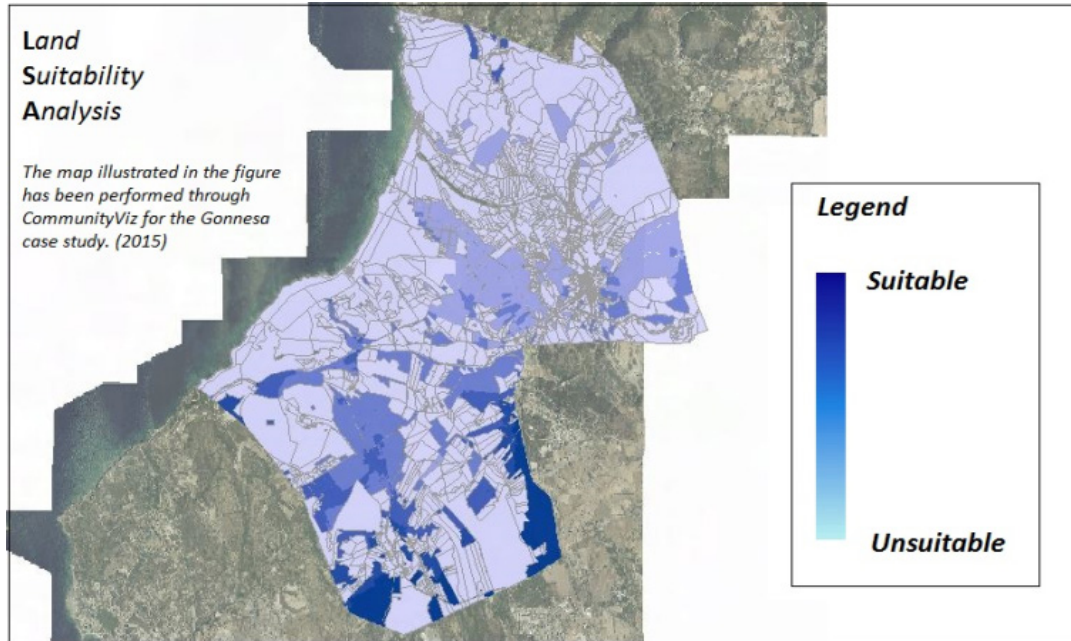 Land
Suitability
Analysis
The map illustrated in the figure
has been performed through
CommunityViz for the Gonnesa
case study. (2015)
Legend
Suitable
Unsuitable